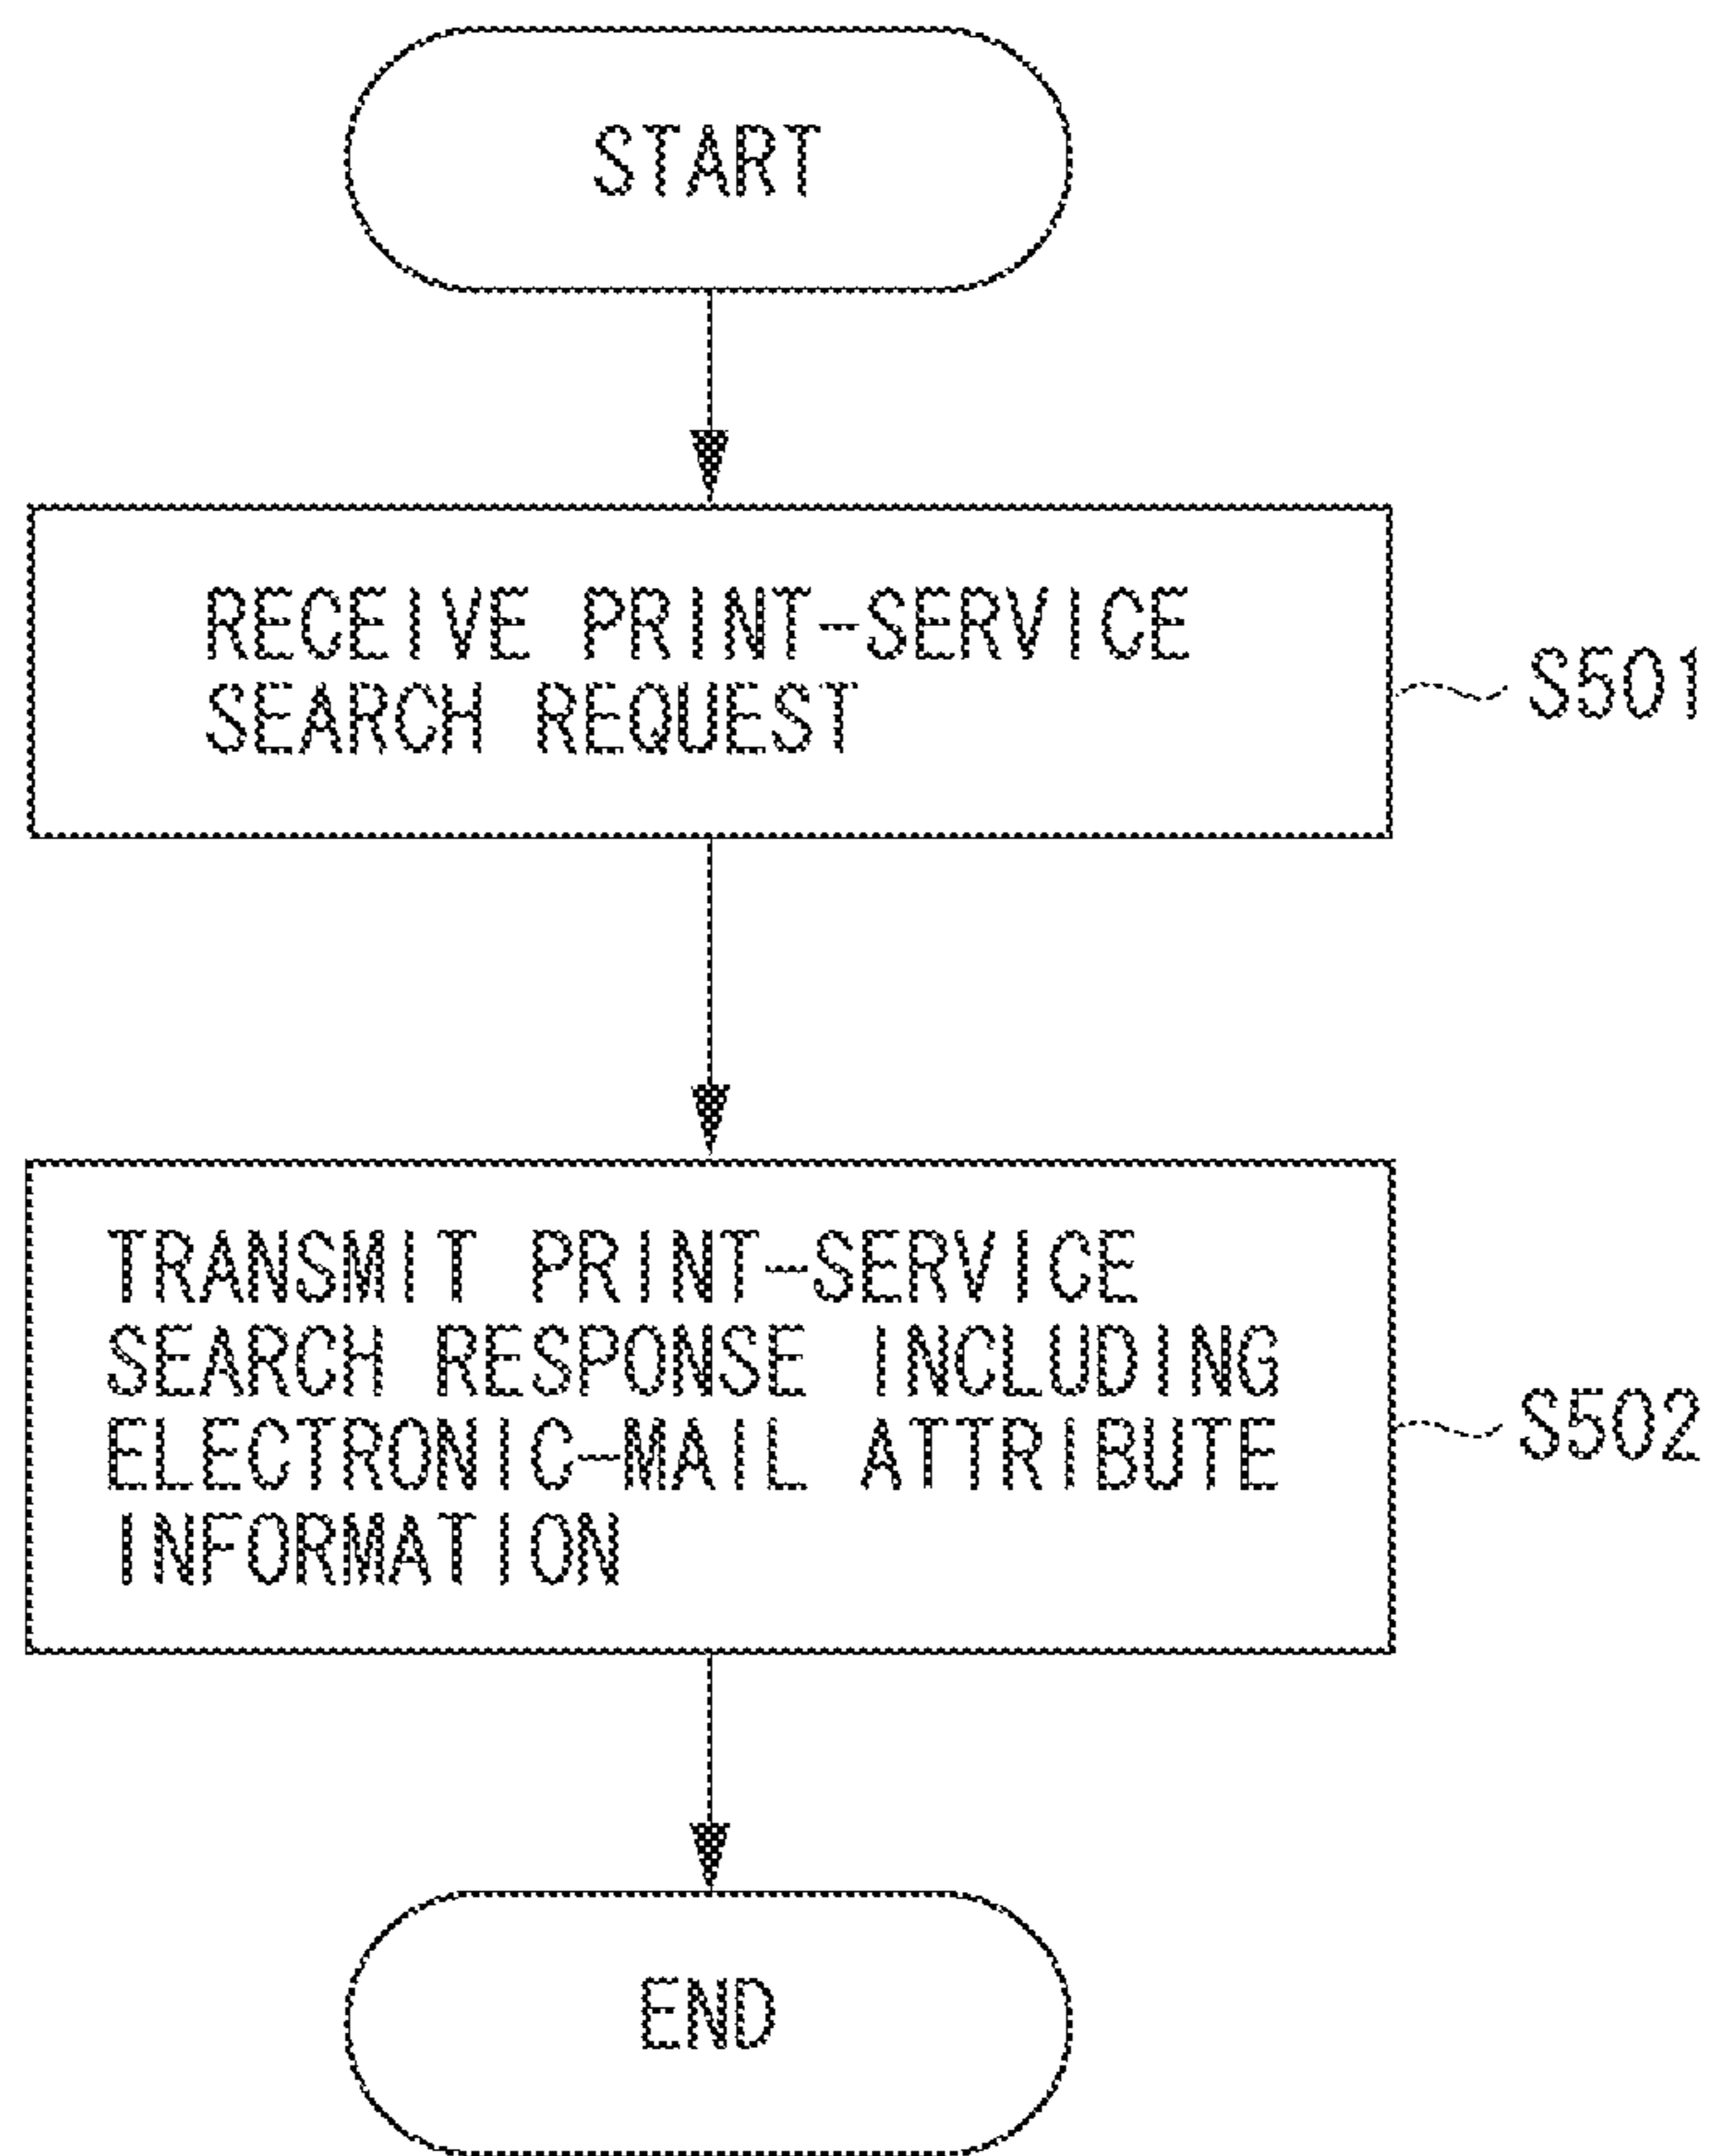 START
RECEIVE PRINT-SERVICE
SEARCH REQUEST
S501
TRANSMIT PRINT-SERVICE
SEARCH RESPONSE INCLUDING
ELECTRONIC-MAIL ATTRIBUTE
INFORMATION
S502
END